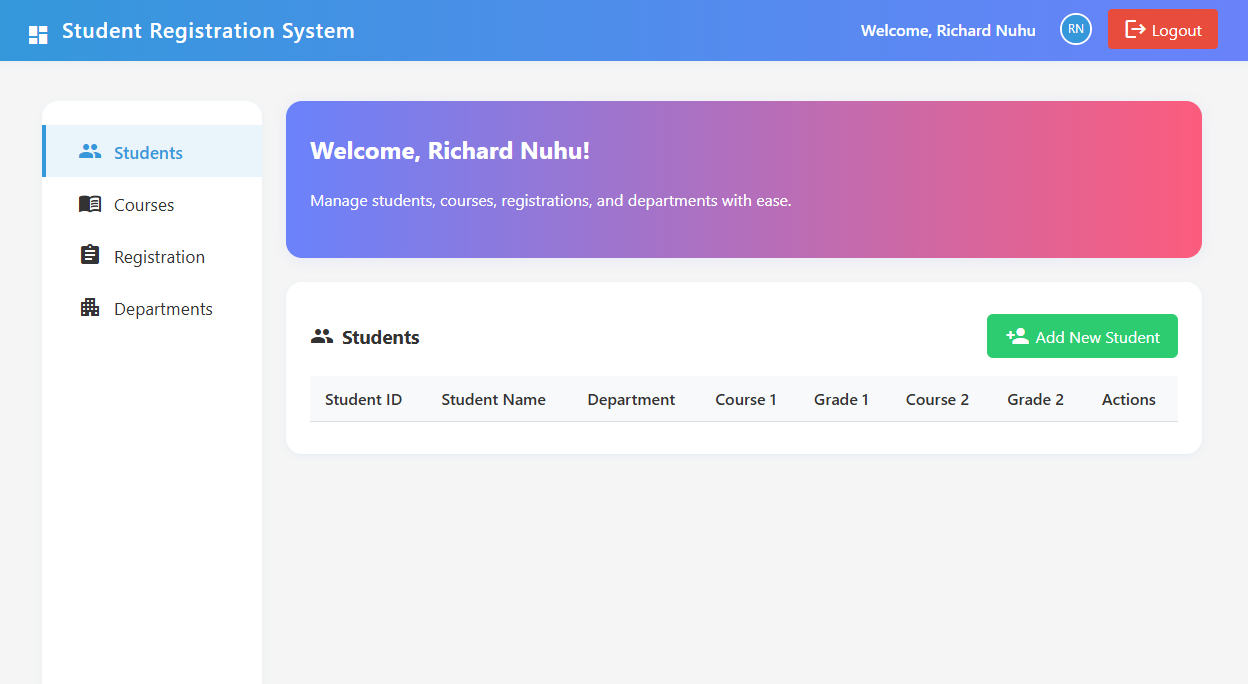 Student Registration System
Welcome, Richard Nuhu
RN
Logout
Students
Courses
Registration
Departments
Welcome, Richard Nuhu!
Manage students, courses, registrations, and departments with ease.
Students
Add New Student
Student ID Student Name Department Course 1 Grade 1 Course 2 Grade 2 Actions